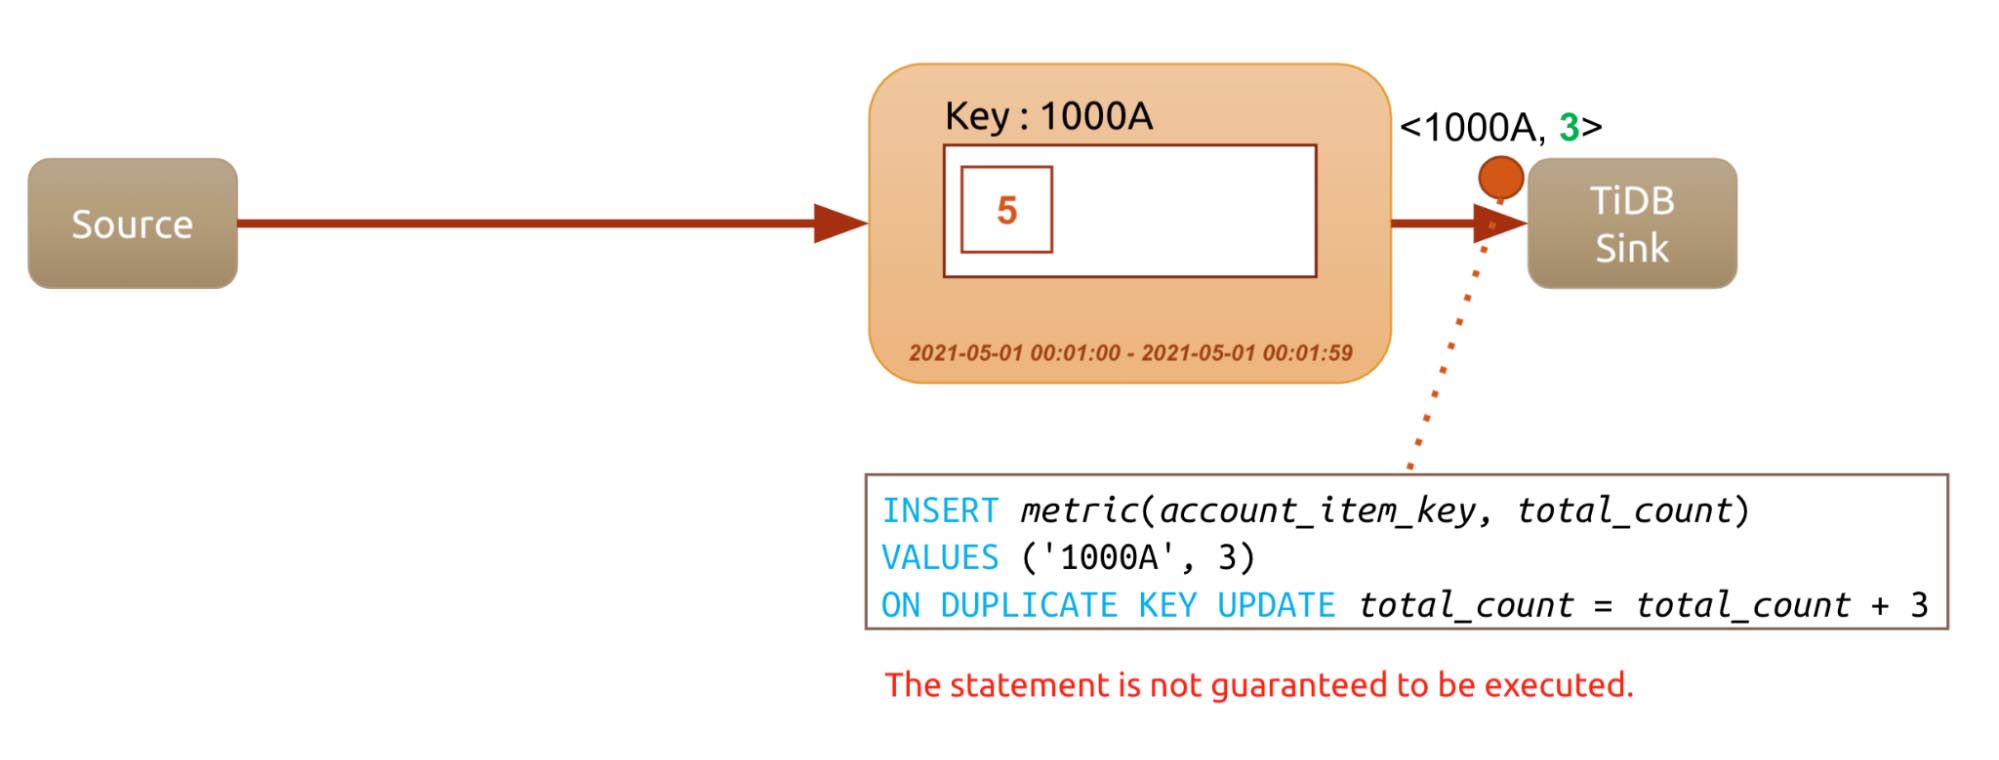 Source
Key : 1000A
5
2021-05-01 00:01:00 - 2021-05-01 00:01:59
<1000A, 3>
TiDB
Sink
INSERT metric(account_item_key, total_count)
VALUES ('1000A', 3)
ON DUPLICATE KEY UPDATE total_count = total_count + 3
The statement is not guaranteed to be executed.